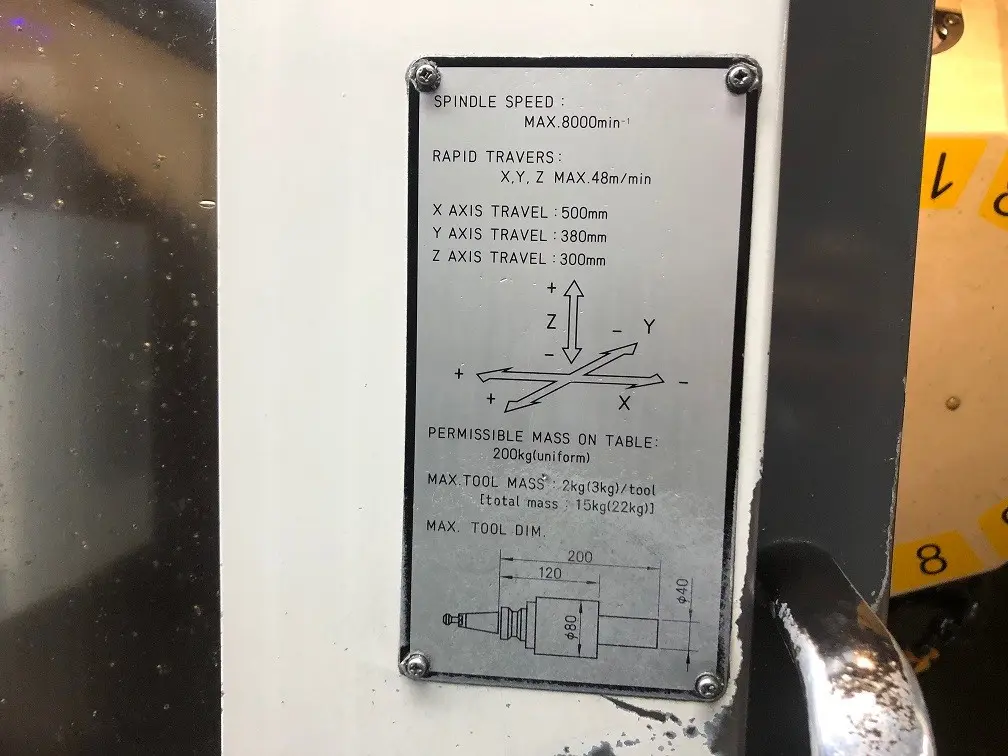 SPINDLE SPEED :
MAX.8000min⁻¹
RAPID TRAVERS:
X,Y, Z MAX.48m/min
X AXIS TRAVEL : 500mm
Y AXIS TRAVEL : 380mm
Z AXIS TRAVEL : 300mm
+
Z
−
− Y
+ −
+ X
PERMISSIBLE MASS ON TABLE:
200kg(uniform)
MAX.TOOL MASS : 2kg(3kg)/tool
[total mass : 15kg(22kg)]
MAX. TOOL DIM.
200
120
φ40
φ80
1
8